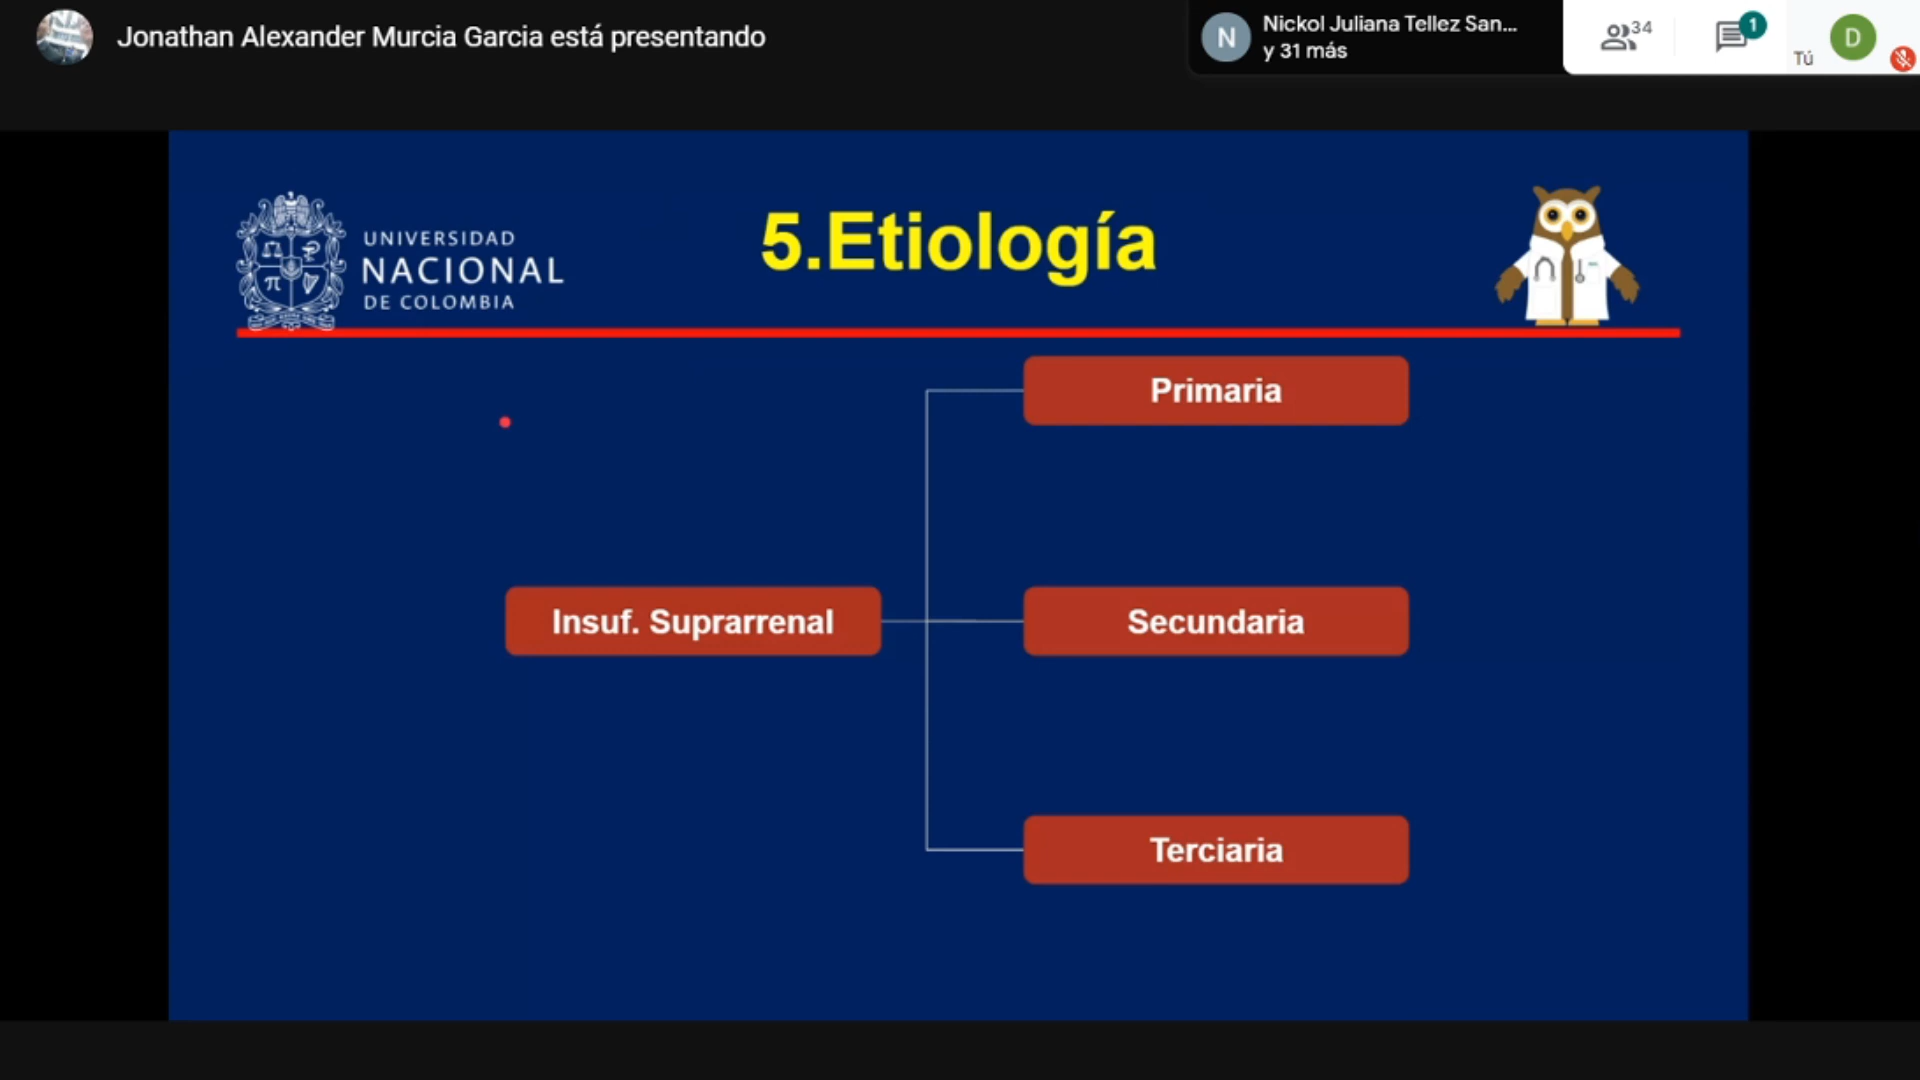 Jonathan Alexander Murcia Garcia está presentando
N
Nickol Juliana Tellez San...
y 31 más
34
1
Tú
D
UNIVERSIDAD
NACIONAL
DE COLOMBIA
5.Etiología
π
Primaria
Insuf. Suprarrenal
Secundaria
Terciaria